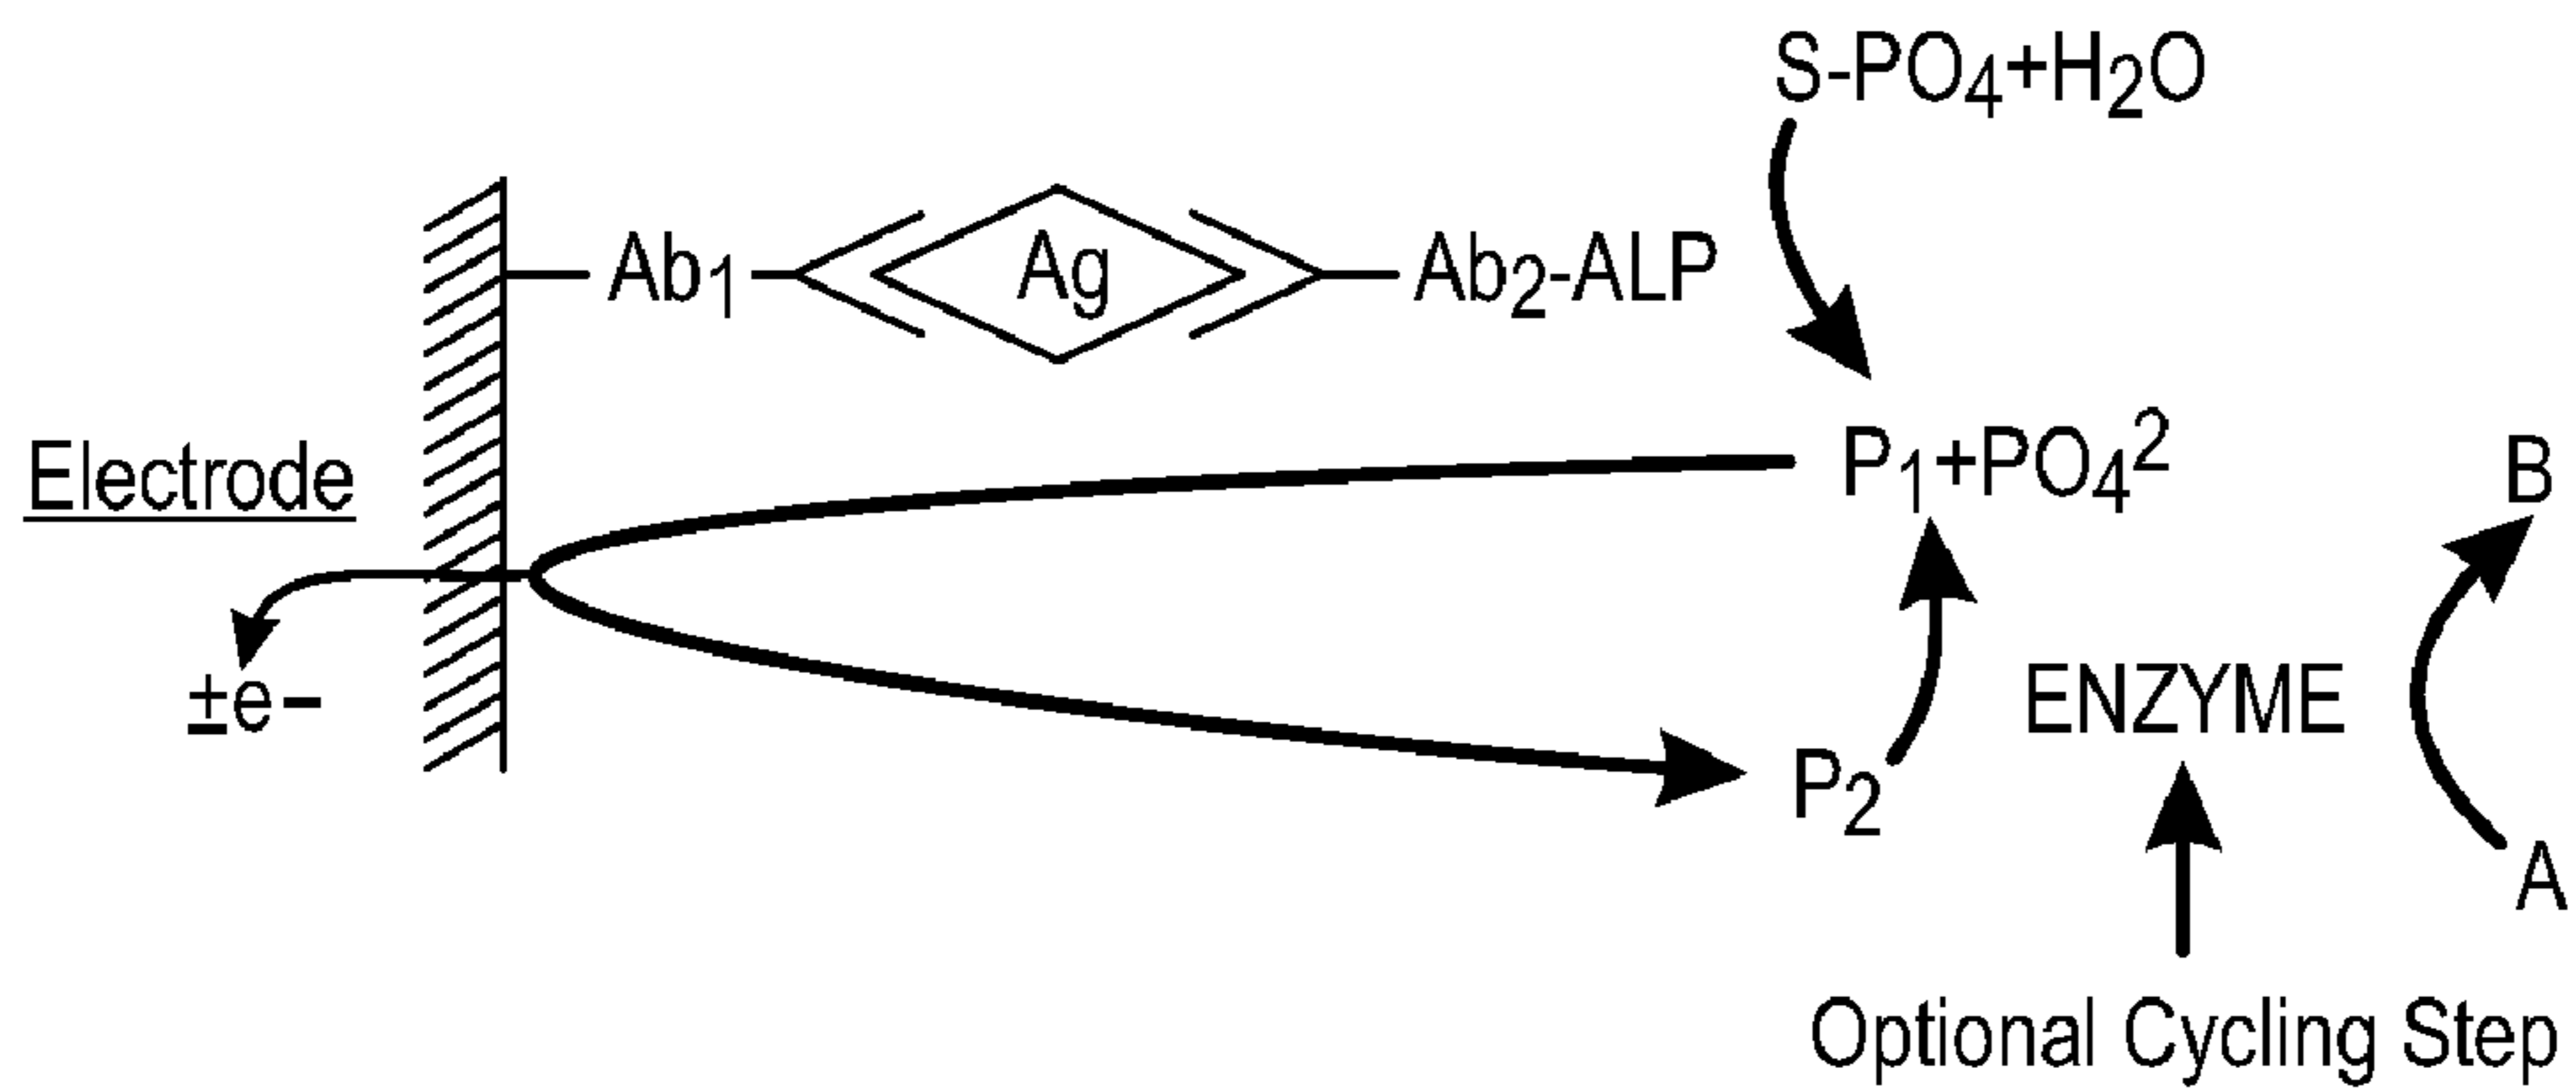 S-PO4+H2O
Ab1
Ag
Ab2-ALP
Electrode
P1+PO4²
B
±e-
ENZYME
P2
A
Optional Cycling Step